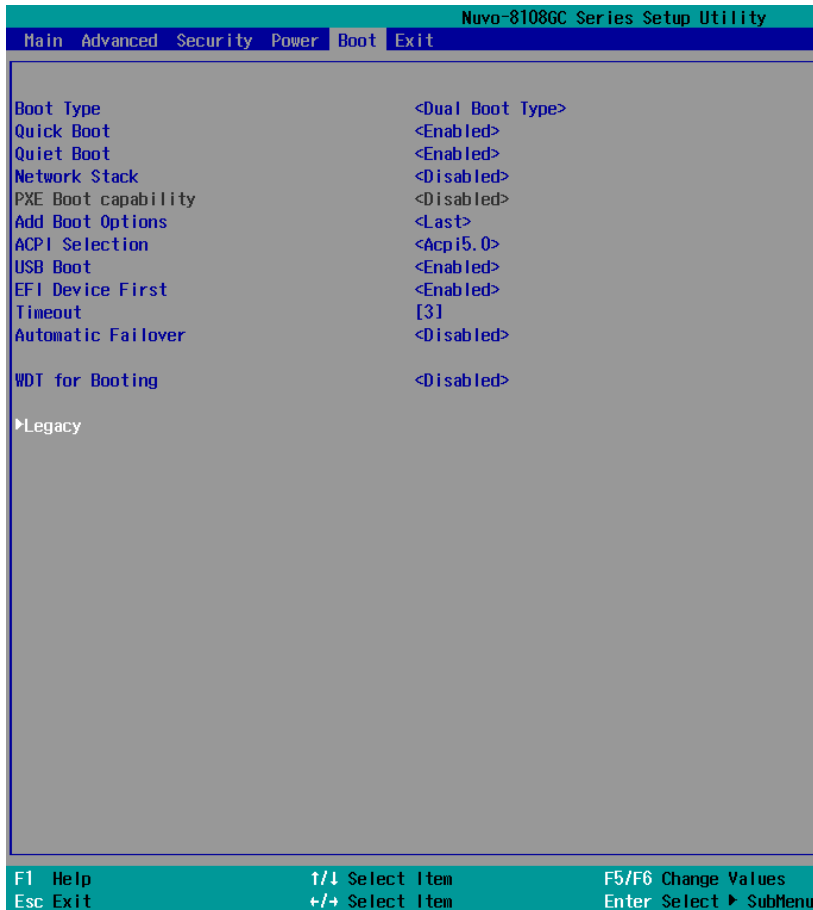 Nuvo-8108GC Series Setup Utility
Main Advanced Security Power Boot Exit
Boot Type <Dual Boot Type>
Quick Boot <Enabled>
Quiet Boot <Enabled>
Network Stack <Disabled>
PXE Boot capability <Disabled>
Add Boot Options <Last>
ACPI Selection <Acpi5.0>
USB Boot <Enabled>
EFI Device First <Enabled>
Timeout [3]
Automatic Failover <Disabled>
WDT for Booting <Disabled>
▶Legacy
F1 Help ↑/↓ Select Item F5/F6 Change Values
Esc Exit ←/→ Select Item Enter Select ▶ SubMenu